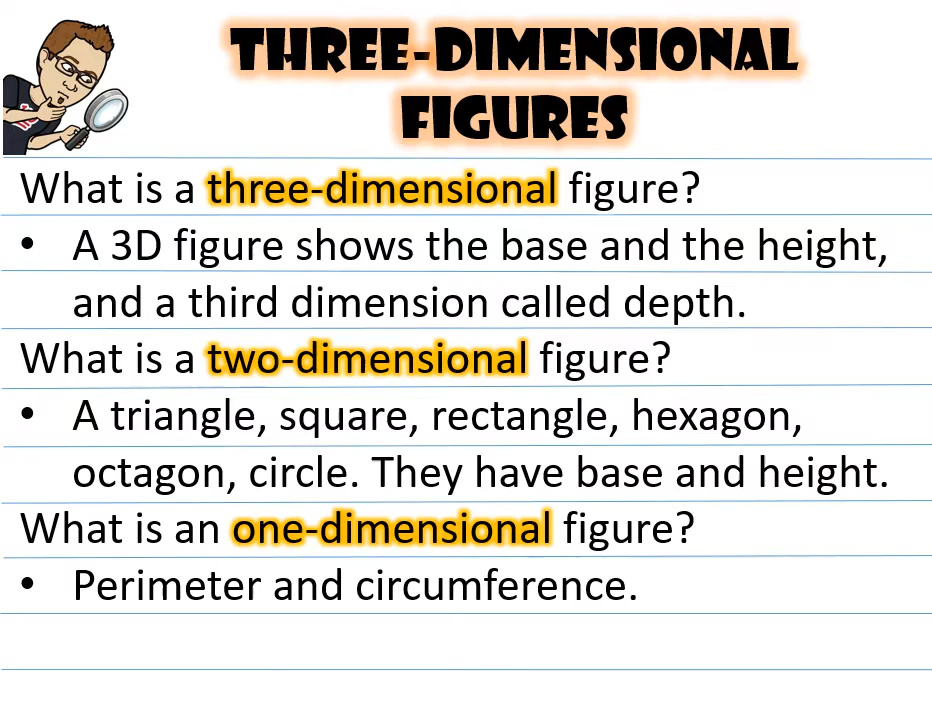 THREE-DIMENSIONAL
FIGURES
What is a three-dimensional figure?
• A 3D figure shows the base and the height,
and a third dimension called depth.
What is a two-dimensional figure?
• A triangle, square, rectangle, hexagon,
octagon, circle. They have base and height.
What is an one-dimensional figure?
• Perimeter and circumference.